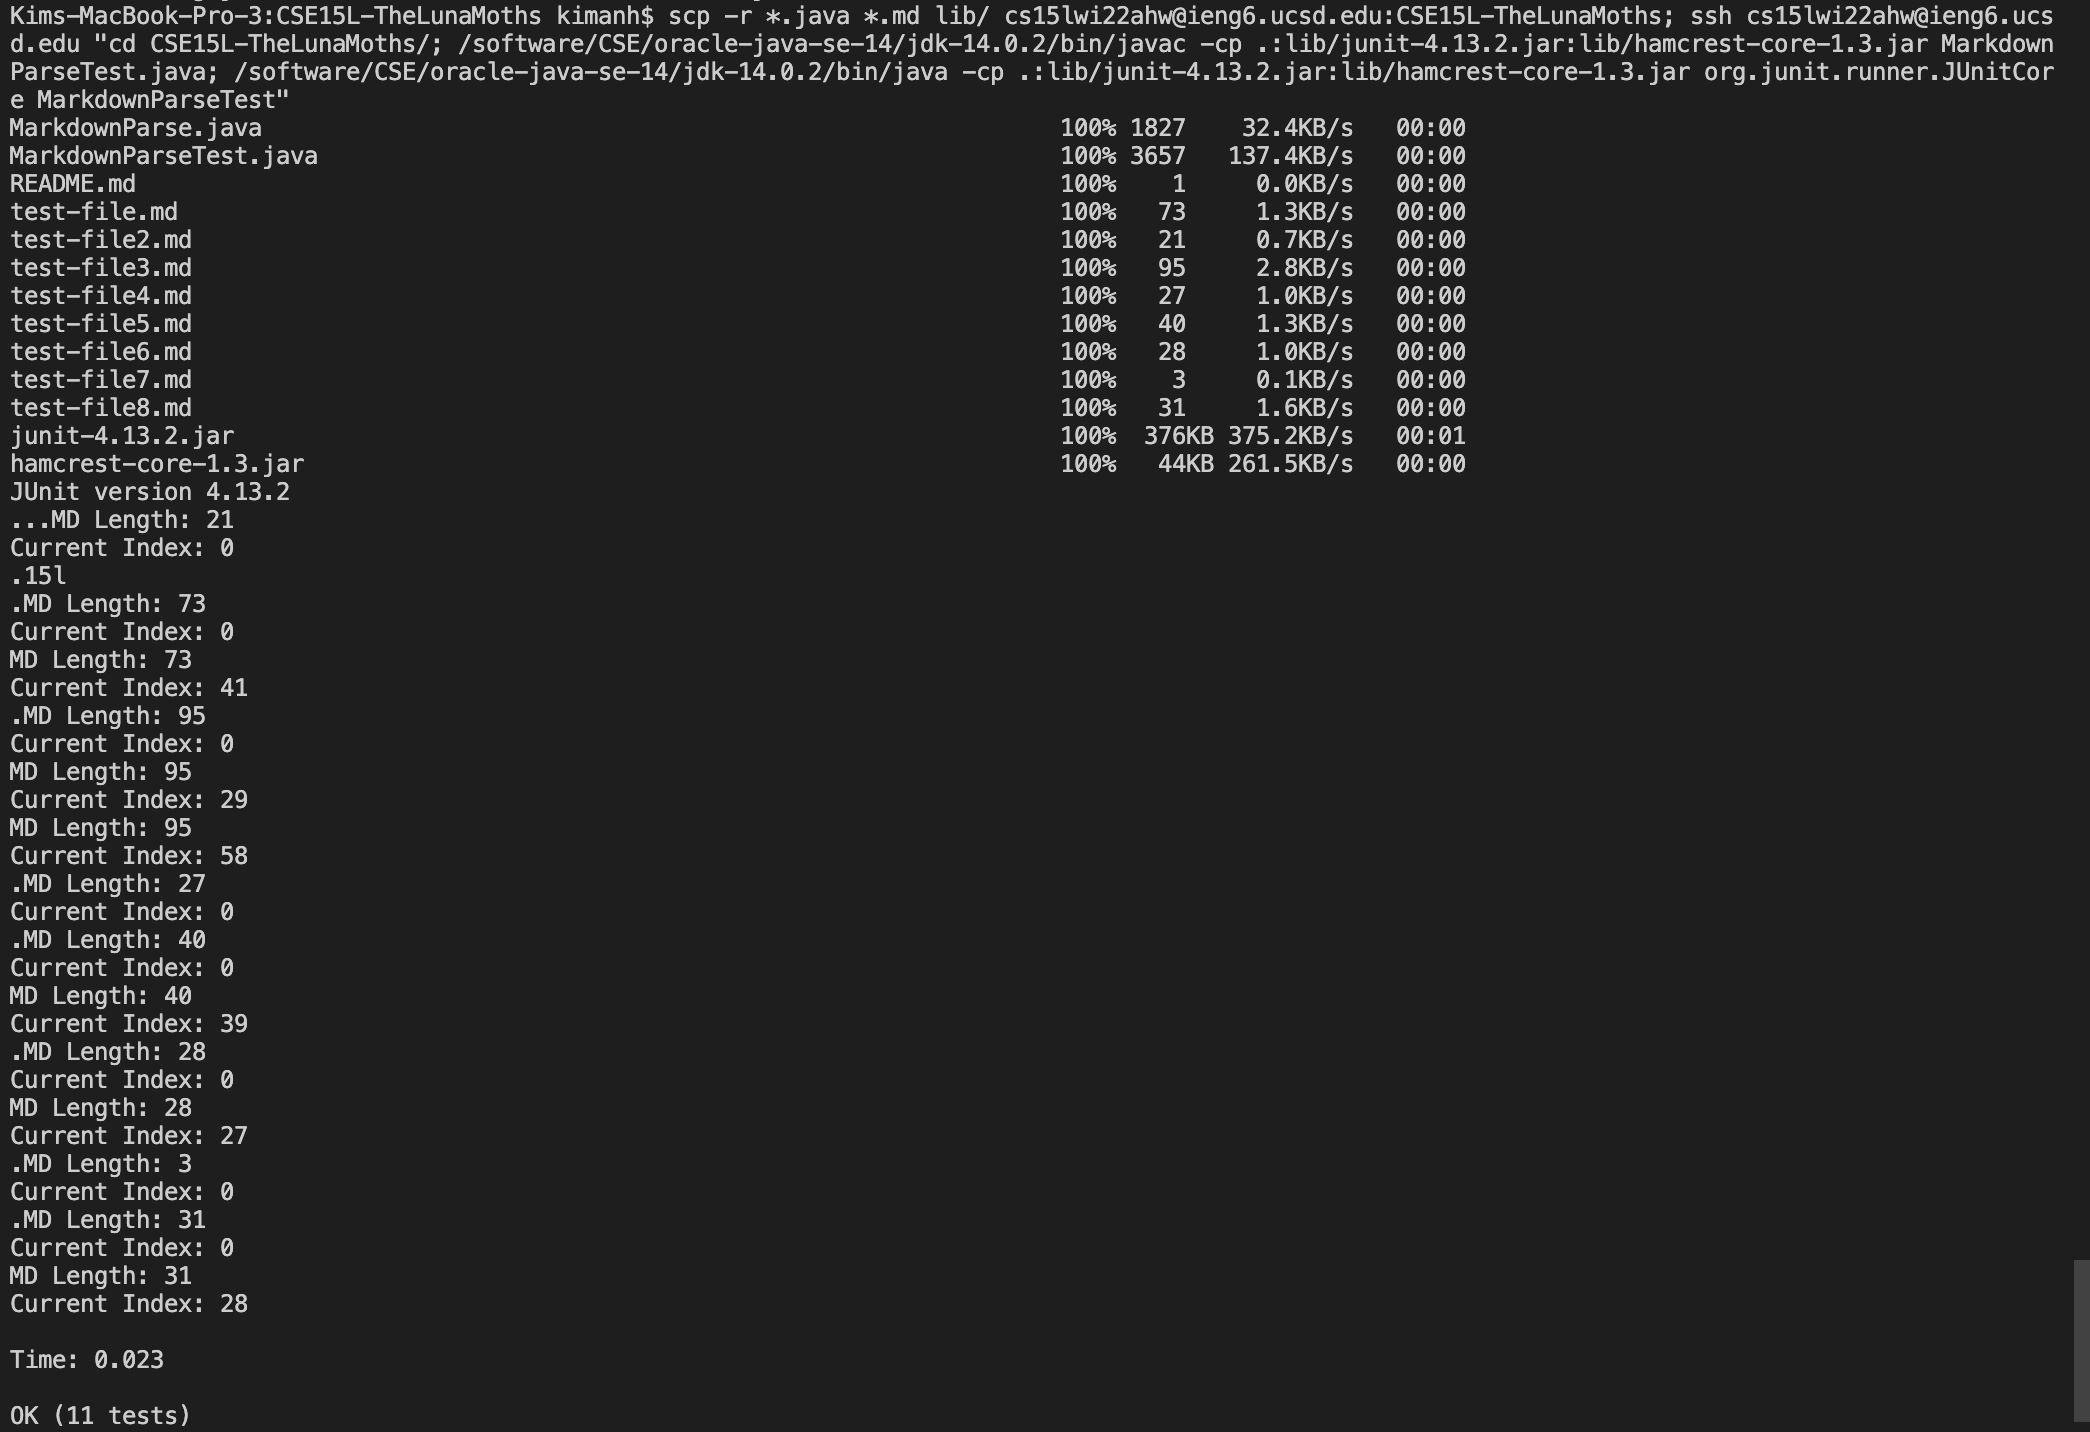 Kims-MacBook-Pro-3:CSE15L-TheLunaMoths kimanh$ scp -r *.java *.md lib/ cs15lwi22ahw@ieng6.ucsd.edu:CSE15L-TheLunaMoths; ssh cs15lwi22ahw@ieng6.ucs
d.edu "cd CSE15L-TheLunaMoths/; /software/CSE/oracle-java-se-14/jdk-14.0.2/bin/javac -cp .:lib/junit-4.13.2.jar:lib/hamcrest-core-1.3.jar Markdown
ParseTest.java; /software/CSE/oracle-java-se-14/jdk-14.0.2/bin/java -cp .:lib/junit-4.13.2.jar:lib/hamcrest-core-1.3.jar org.junit.runner.JUnitCor
e MarkdownParseTest"
MarkdownParse.java 100% 1827 32.4KB/s 00:00
MarkdownParseTest.java 100% 3657 137.4KB/s 00:00
README.md 100% 1 0.0KB/s 00:00
test-file.md 100% 73 1.3KB/s 00:00
test-file2.md 100% 21 0.7KB/s 00:00
test-file3.md 100% 95 2.8KB/s 00:00
test-file4.md 100% 27 1.0KB/s 00:00
test-file5.md 100% 40 1.3KB/s 00:00
test-file6.md 100% 28 1.0KB/s 00:00
test-file7.md 100% 3 0.1KB/s 00:00
test-file8.md 100% 31 1.6KB/s 00:00
junit-4.13.2.jar 100% 376KB 375.2KB/s 00:01
hamcrest-core-1.3.jar 100% 44KB 261.5KB/s 00:00
JUnit version 4.13.2
...MD Length: 21
Current Index: 0
.15l
.MD Length: 73
Current Index: 0
MD Length: 73
Current Index: 41
.MD Length: 95
Current Index: 0
MD Length: 95
Current Index: 29
MD Length: 95
Current Index: 58
.MD Length: 27
Current Index: 0
.MD Length: 40
Current Index: 0
MD Length: 40
Current Index: 39
.MD Length: 28
Current Index: 0
MD Length: 28
Current Index: 27
.MD Length: 3
Current Index: 0
.MD Length: 31
Current Index: 0
MD Length: 31
Current Index: 28
Time: 0.023
OK (11 tests)